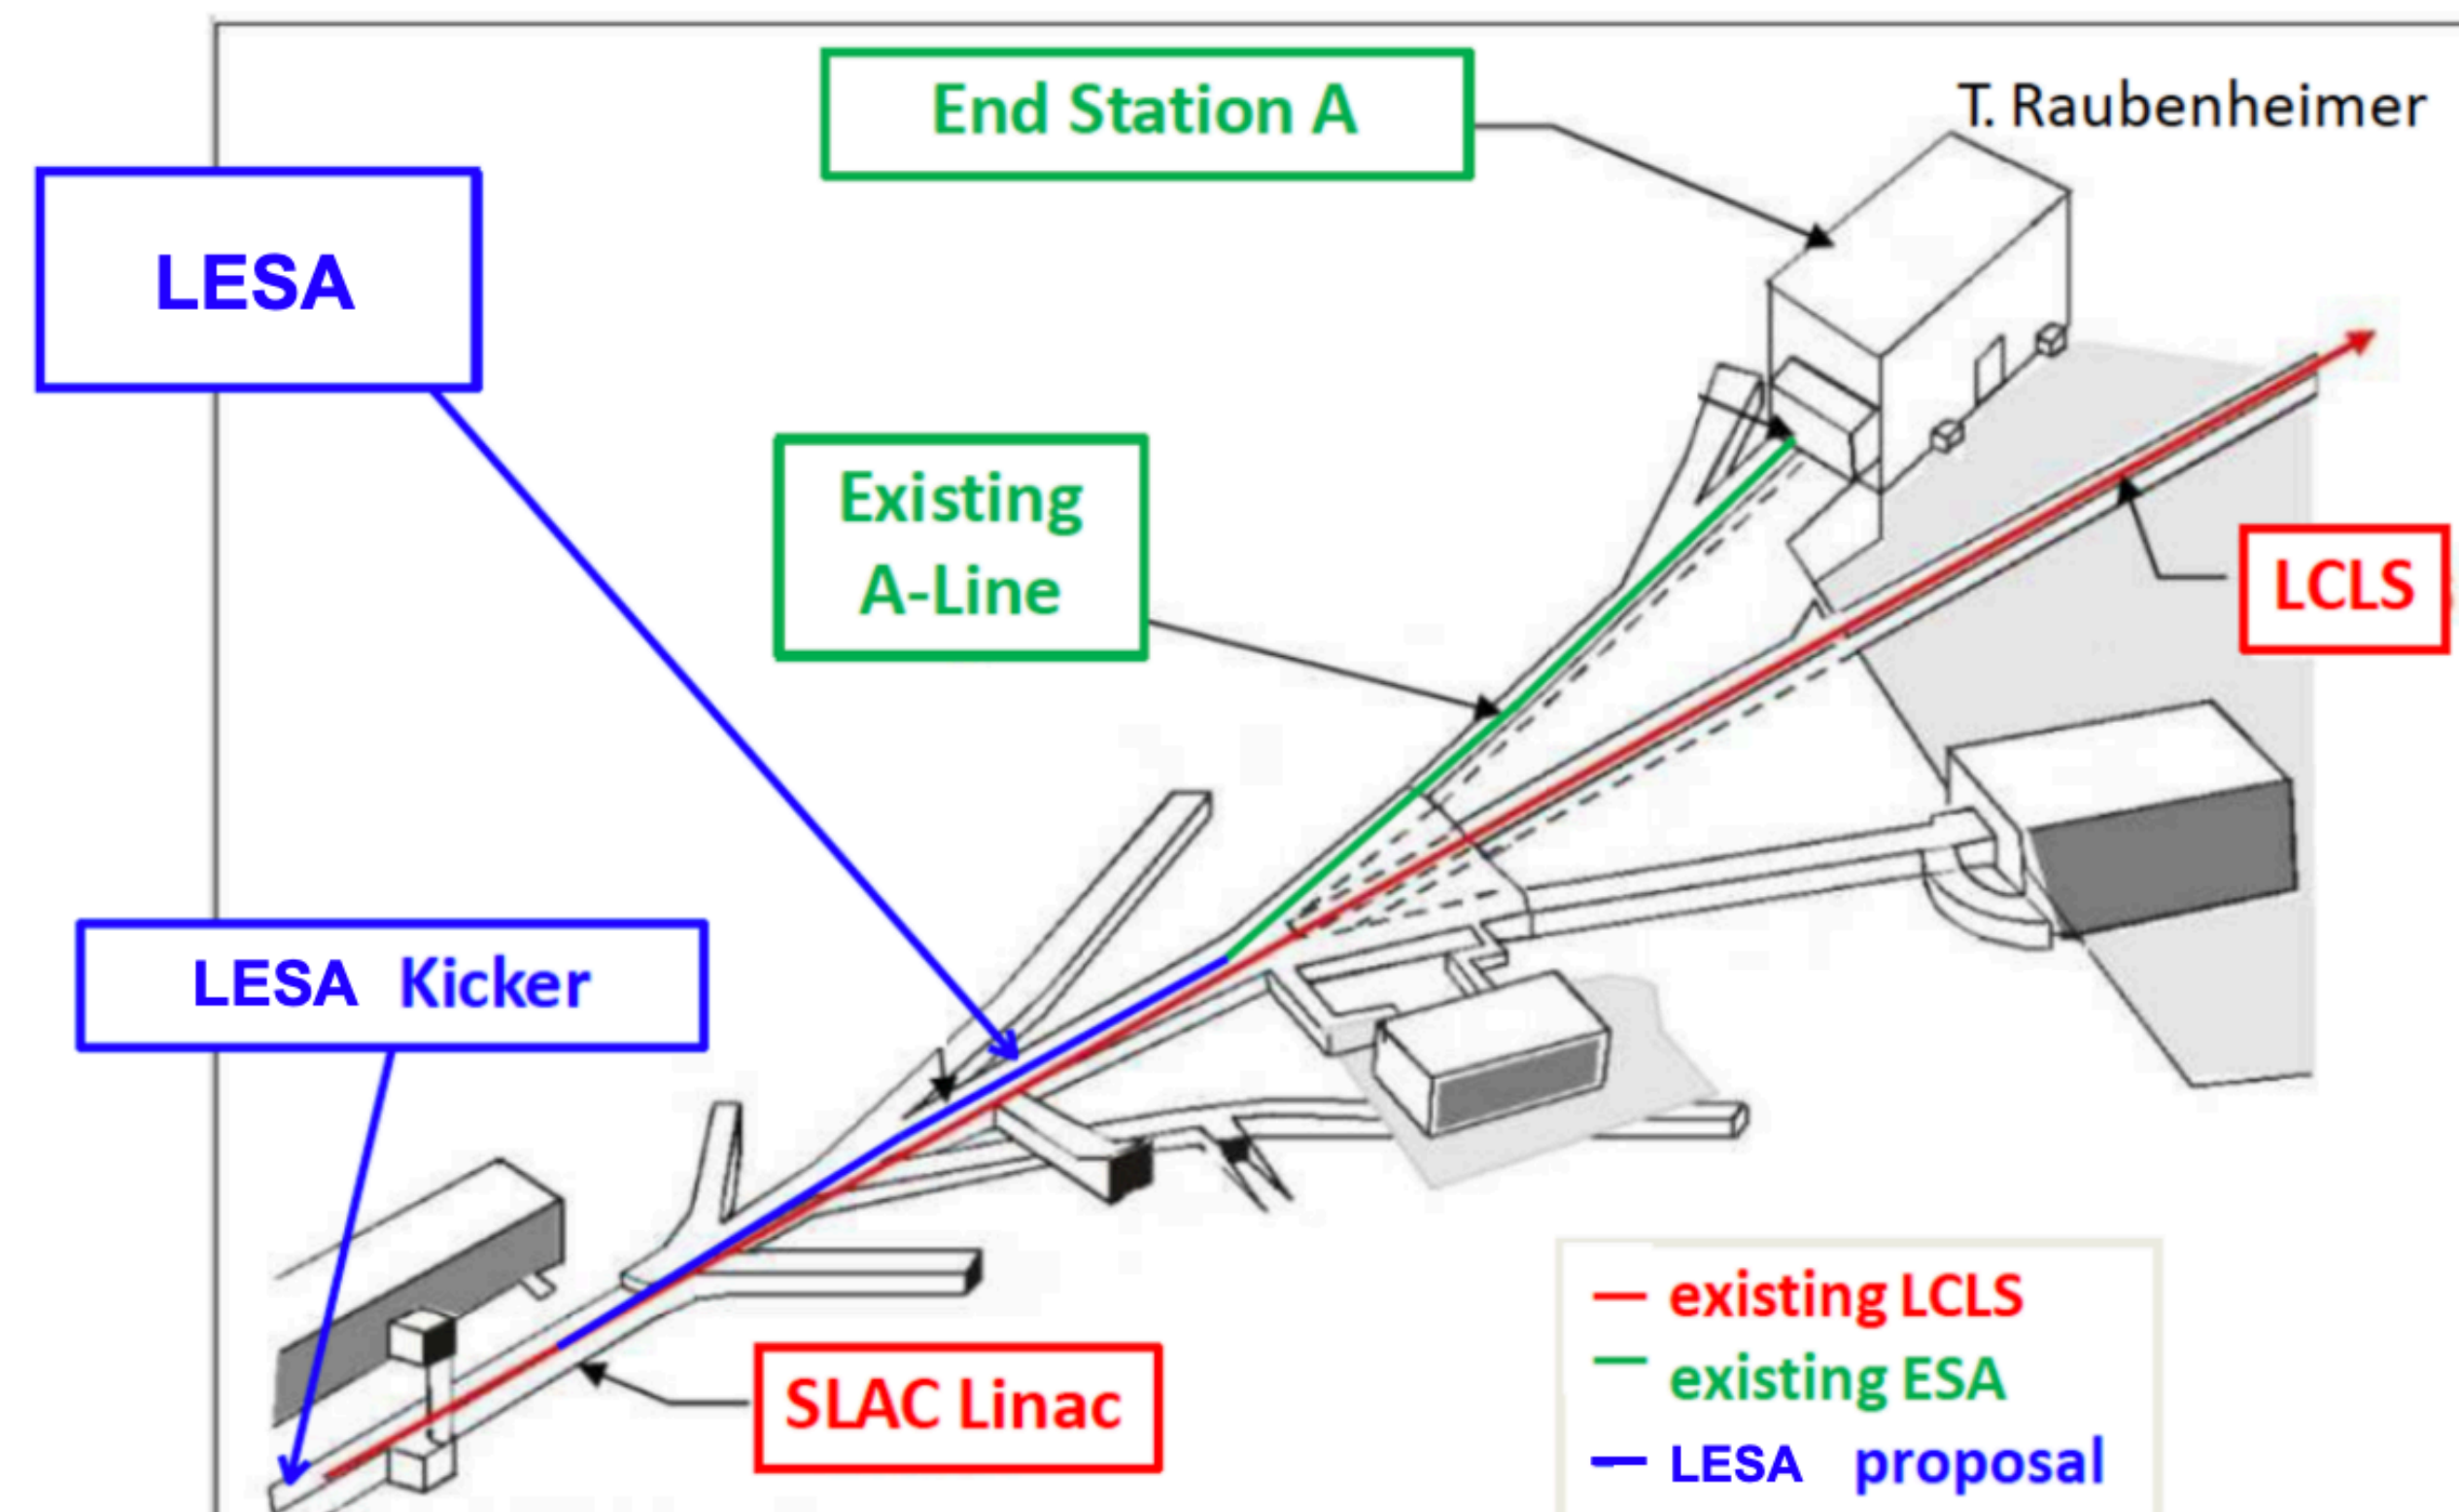 End Station A
T. Raubenheimer
LESA
Existing
A-Line
LCLS
LESA Kicker
SLAC Linac
existing LCLS
existing ESA
LESA proposal